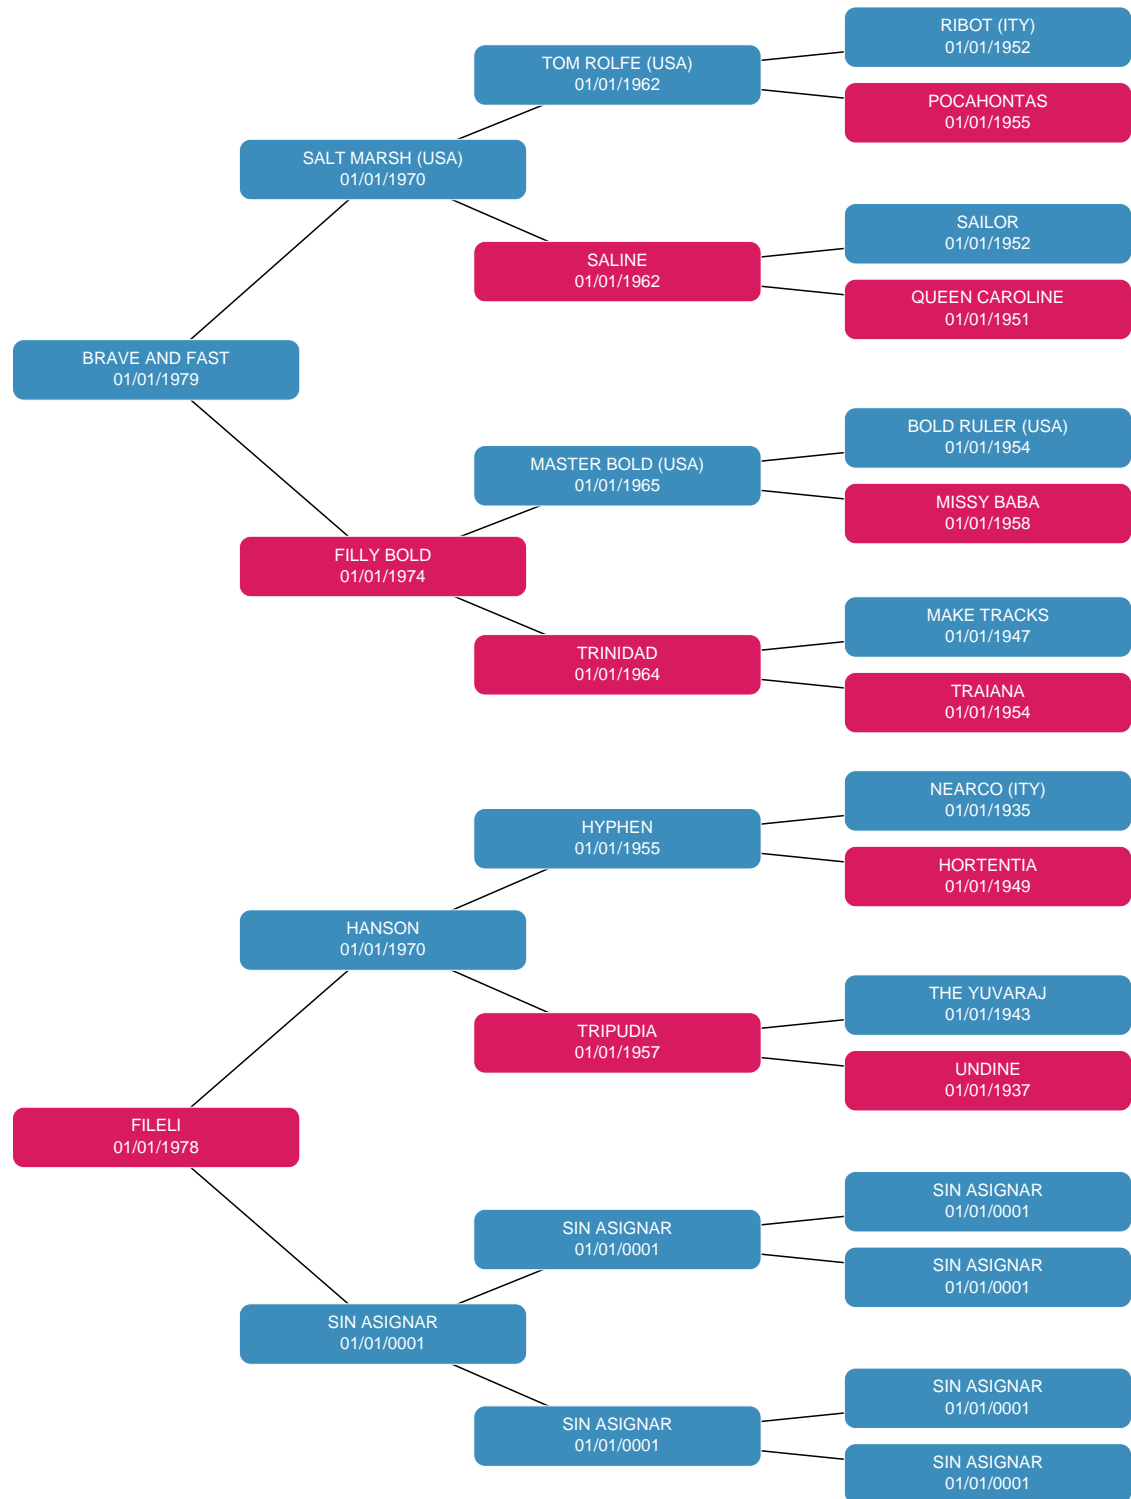 RIBOT (ITY)
01/01/1952
TOM ROLFE (USA)
01/01/1962
POCAHONTAS
01/01/1955
SALT MARSH (USA)
01/01/1970
SAILOR
01/01/1952
SALINE
01/01/1962
QUEEN CAROLINE
01/01/1951
BRAVE AND FAST
01/01/1979
BOLD RULER (USA)
01/01/1954
MASTER BOLD (USA)
01/01/1965
MISSY BABA
01/01/1958
FILLY BOLD
01/01/1974
MAKE TRACKS
01/01/1947
TRINIDAD
01/01/1964
TRAIANA
01/01/1954
NEARCO (ITY)
01/01/1935
HYPHEN
01/01/1955
HORTENTIA
01/01/1949
HANSON
01/01/1970
THE YUVARAJ
01/01/1943
TRIPUDIA
01/01/1957
UNDINE
01/01/1937
FILELI
01/01/1978
SIN ASIGNAR
01/01/0001
SIN ASIGNAR
01/01/0001
SIN ASIGNAR
01/01/0001
SIN ASIGNAR
01/01/0001
SIN ASIGNAR
01/01/0001
SIN ASIGNAR
01/01/0001
SIN ASIGNAR
01/01/0001